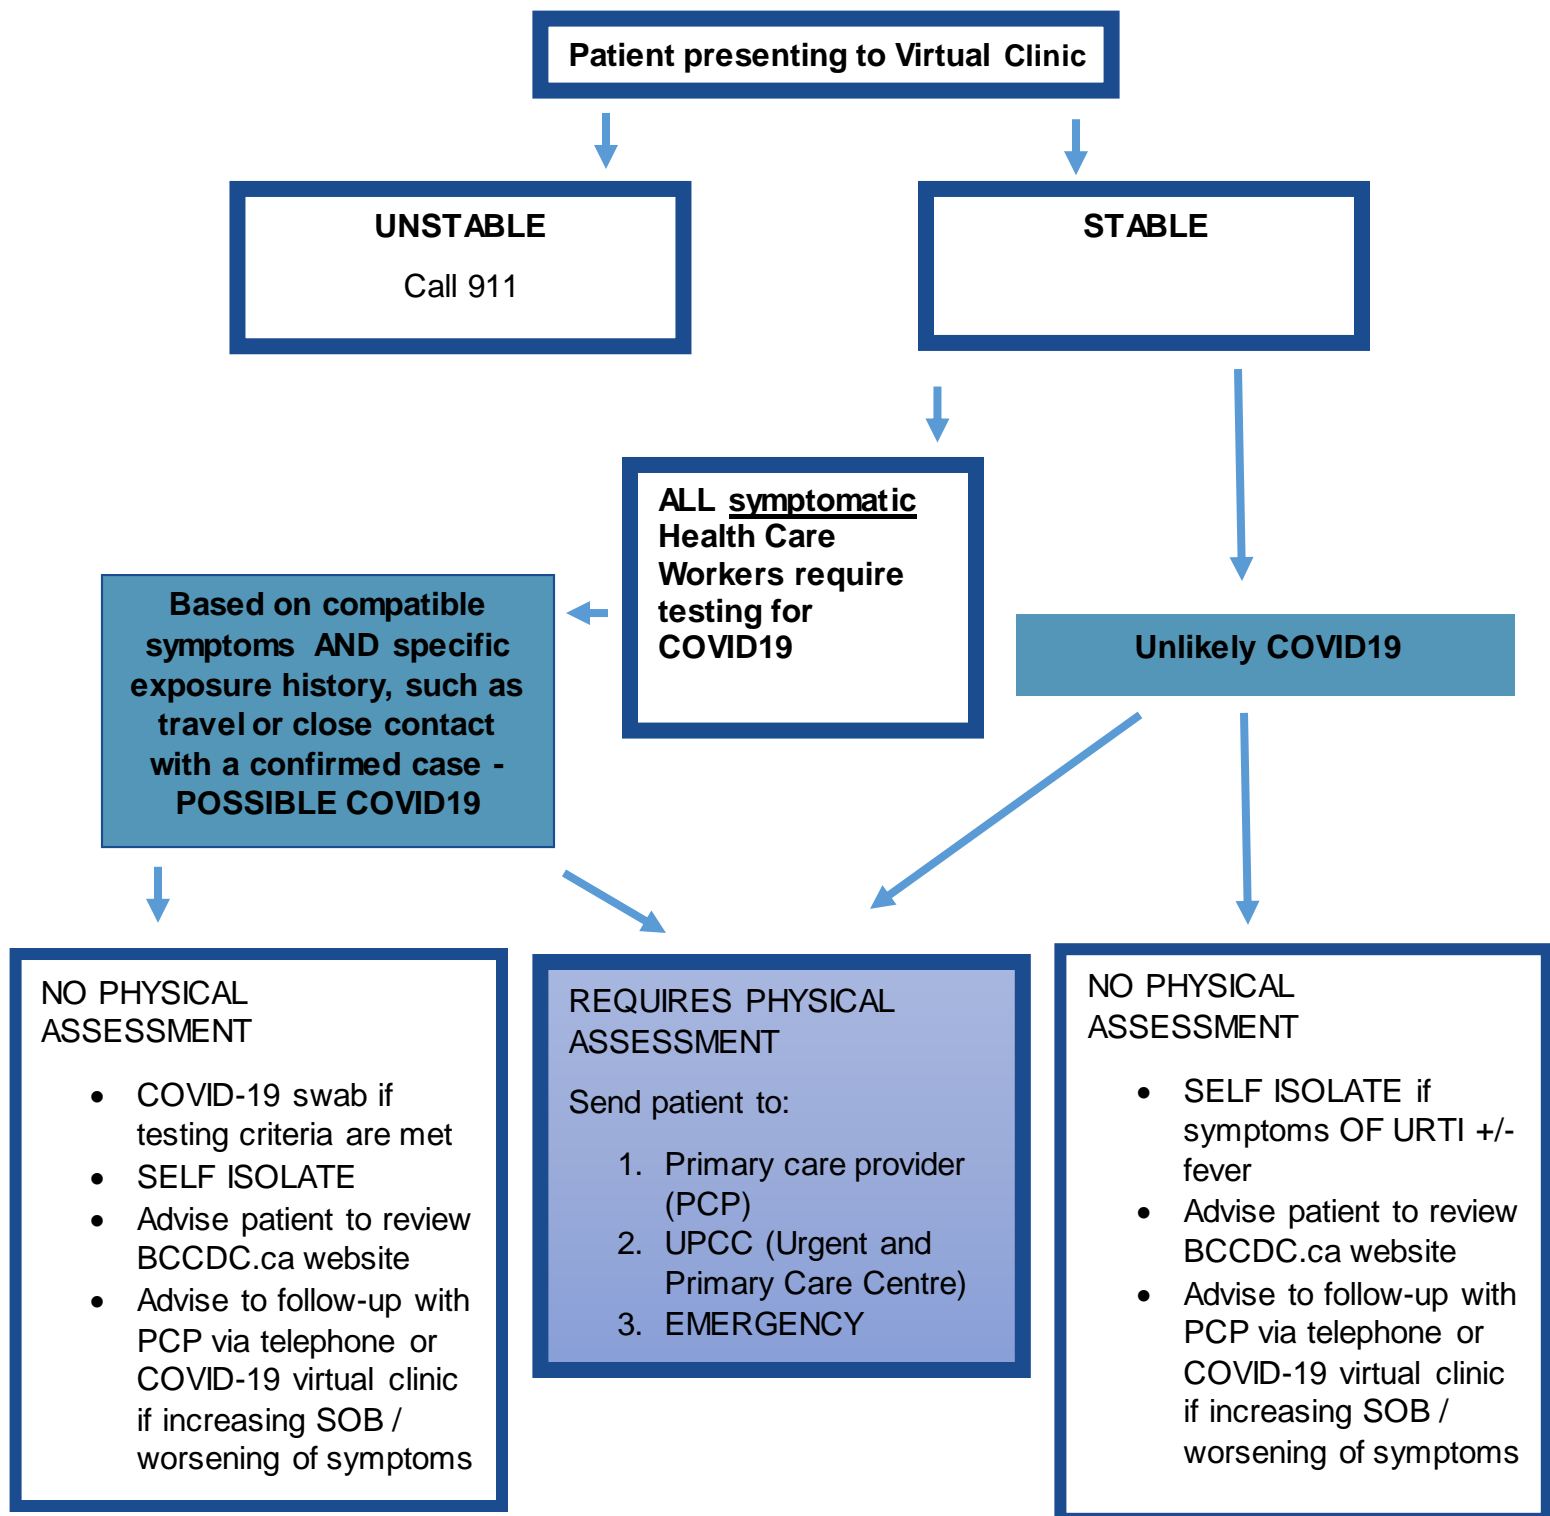 Patient presenting to Virtual Clinic
UNSTABLE
Call 911
STABLE
ALL symptomatic
Health Care
Workers require
testing for
COVID19
Based on compatible
symptoms AND specific
exposure history, such as
travel or close contact
with a confirmed case -
POSSIBLE COVID19
Unlikely COVID19
NO PHYSICAL
ASSESSMENT
• COVID-19 swab if
testing criteria are met
• SELF ISOLATE
• Advise patient to review
BCCDC.ca website
• Advise to follow-up with
PCP via telephone or
COVID-19 virtual clinic
if increasing SOB /
worsening of symptoms
REQUIRES PHYSICAL
ASSESSMENT
Send patient to:
1. Primary care provider
(PCP)
2. UPCC (Urgent and
Primary Care Centre)
3. EMERGENCY
NO PHYSICAL
ASSESSMENT
• SELF ISOLATE if
symptoms OF URTI +/-
fever
• Advise patient to review
BCCDC.ca website
• Advise to follow-up with
PCP via telephone or
COVID-19 virtual clinic
if increasing SOB /
worsening of symptoms